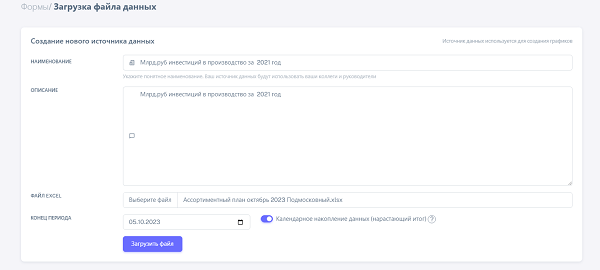 Формы/ Загрузка файла данных
Создание нового источника данных
Источник данных используется для создания графиков
НАИМЕНОВАНИЕ
Млрд.руб инвестиций в производство за 2021 год
Укажите понятное наименование. Ваш источник данных будут использовать ваши коллеги и руководители
ОПИСАНИЕ
Млрд.руб инвестиций в производство за 2021 год
ФАЙЛ EXCEL
Выберите файл Ассортиментный план октябрь 2023 Подмосковный.xlsx
КОНЕЦ ПЕРИОДА
05.10.2023
Календарное накопление данных (нарастающий итог) ?
Загрузить файл